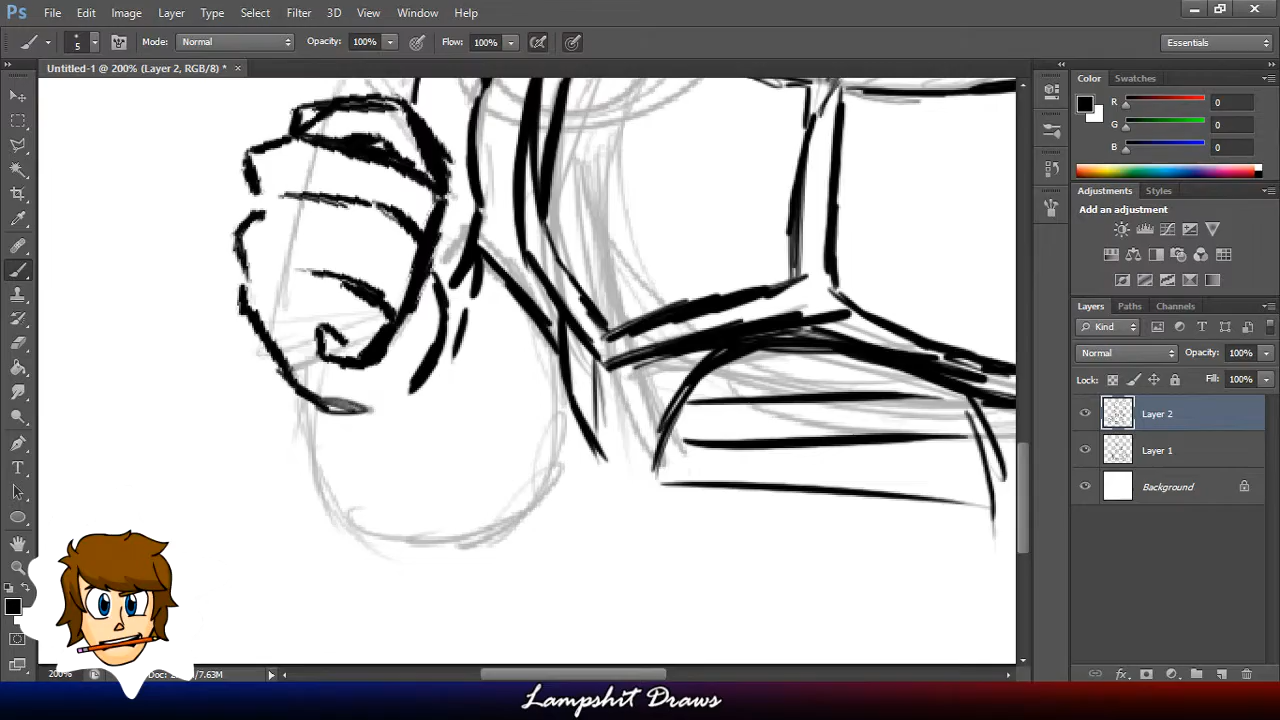 Ps File Edit Image Layer Type Select Filter 3D View Window Help
5 Mode: Normal Opacity: 100% Flow: 100% Essentials
Untitled-1 @ 200% (Layer 2, RGB/8) * ×
Color Swatches
R 0
G 0
B 0
Adjustments Styles
Add an adjustment
Layers Paths Channels
Kind
Normal Opacity: 100%
Lock: Fill: 100%
Layer 2
Layer 1
Background
200% Doc: /7.63M
Lampshit Draws